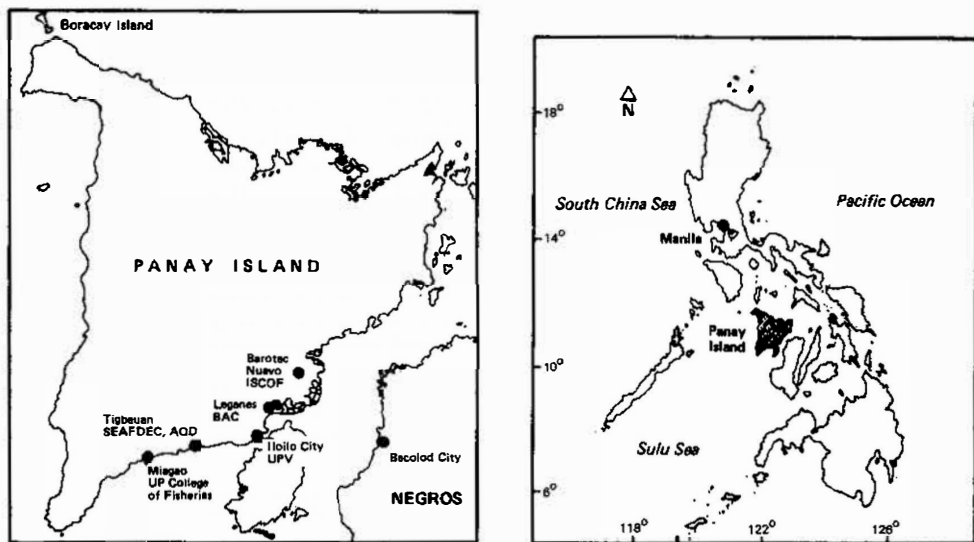 Boracay Island
PANAY ISLAND
Barotac
Nuevo
ISCOF
Leganes
BAC
Tigbauan
SEAFDEC, AQD
Iloilo City
UPV
Miagao
UP College
of Fisheries
Bacolod City
NEGROS
N
18°
South China Sea
Pacific Ocean
Manila
14°
Panay
Island
10°
Sulu Sea
6°
118°
122°
126°